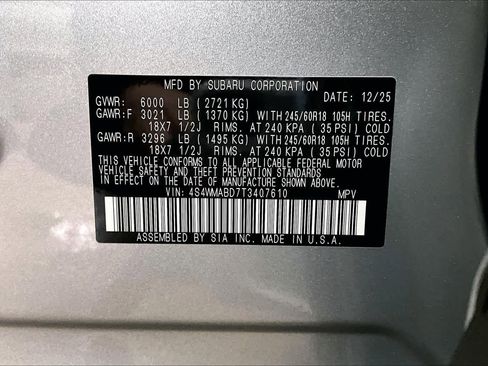 MFD BY SUBARU CORPORATION
GVWR: 6000 LB (2721 KG) DATE: 12/25
GAWR:F 3021 LB (1370 KG) WITH 245/60R18 105H TIRES.
18X7 1/2J RIMS. AT 240 KPA (35 PSI) COLD
GAWR:R 3296 LB (1495 KG) WITH 245/60R18 105H TIRES.
18X7 1/2J RIMS. AT 240 KPA (35 PSI) COLD
THIS VEHICLE CONFORMS TO ALL APPLICABLE FEDERAL MOTOR
VEHICLE SAFETY AND THEFT PREVENTION STANDARDS IN EFFECT
ON THE DATE OF MANUFACTURE SHOWN ABOVE.
VIN: 4S4WMABD7T3407610 MPV
ASSEMBLED BY SIA INC. MADE IN U.S.A.